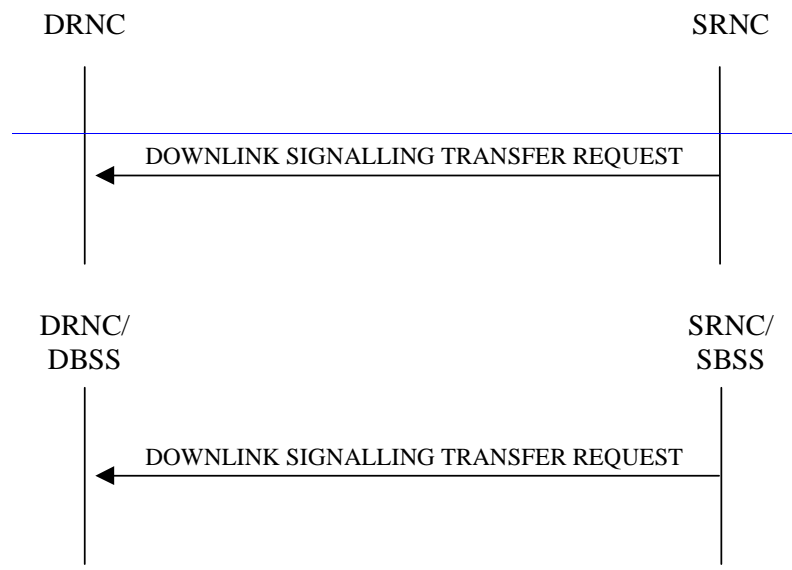 DRNC SRNC
DOWNLINK SIGNALLING TRANSFER REQUEST
DRNC/ SRNC/
DBSS SBSS
DOWNLINK SIGNALLING TRANSFER REQUEST